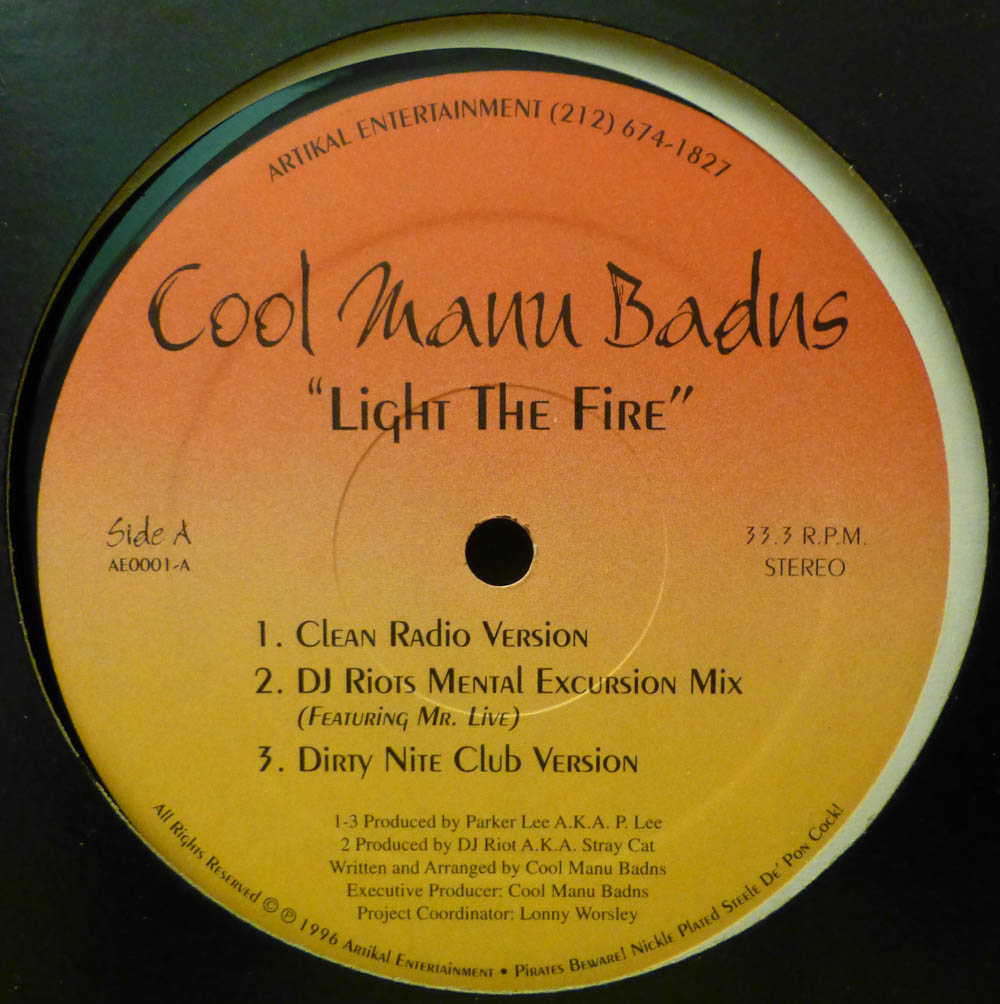 ARTIKAL ENTERTAINMENT (212) 674-1827
Cool Manu Badns
"Light The Fire"
Side A
AE0001-A
33.3 R.P.M.
STEREO
1. Clean Radio Version
2. DJ Riots Mental Excursion Mix
(Featuring Mr. Live)
3. Dirty Nite Club Version
1-3 Produced by Parker Lee A.K.A. P. Lee
2 Produced by DJ Riot A.K.A. Stray Cat
Written and Arranged by Cool Manu Badns
Executive Producer: Cool Manu Badns
Project Coordinator: Lonny Worsley
All Rights Reserved © ℗ 1996 Artikal Entertainment • Pirates Beware! Nickle Plated Steele De' Pon Cock!